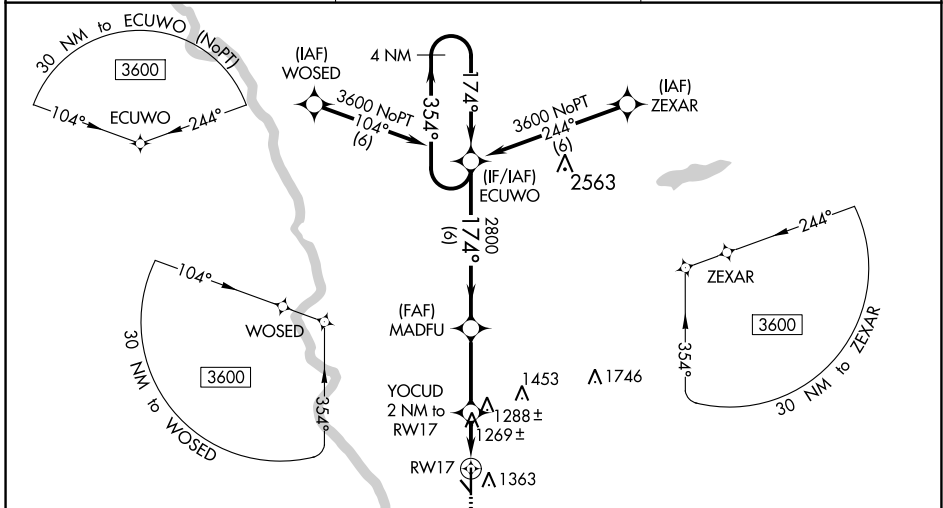 30 NM to ECUWO (NoPT)
3600
104°
244°
ECUWO
(IAF)
WOSED
3600 NoPT
104°
(6)
4 NM
354°
174°
(IAF)
ZEXAR
3600 NoPT
244°
(6)
2563
(IF/IAF)
ECUWO
2800
174°
(6)
(FAF)
MADFU
YOCUD
2 NM to
RW17
1453
1746
1288 ±
1269 ±
RW17
1363
104°
WOSED
3600
354°
30 NM to WOSED
244°
ZEXAR
3600
354°
30 NM to ZEXAR